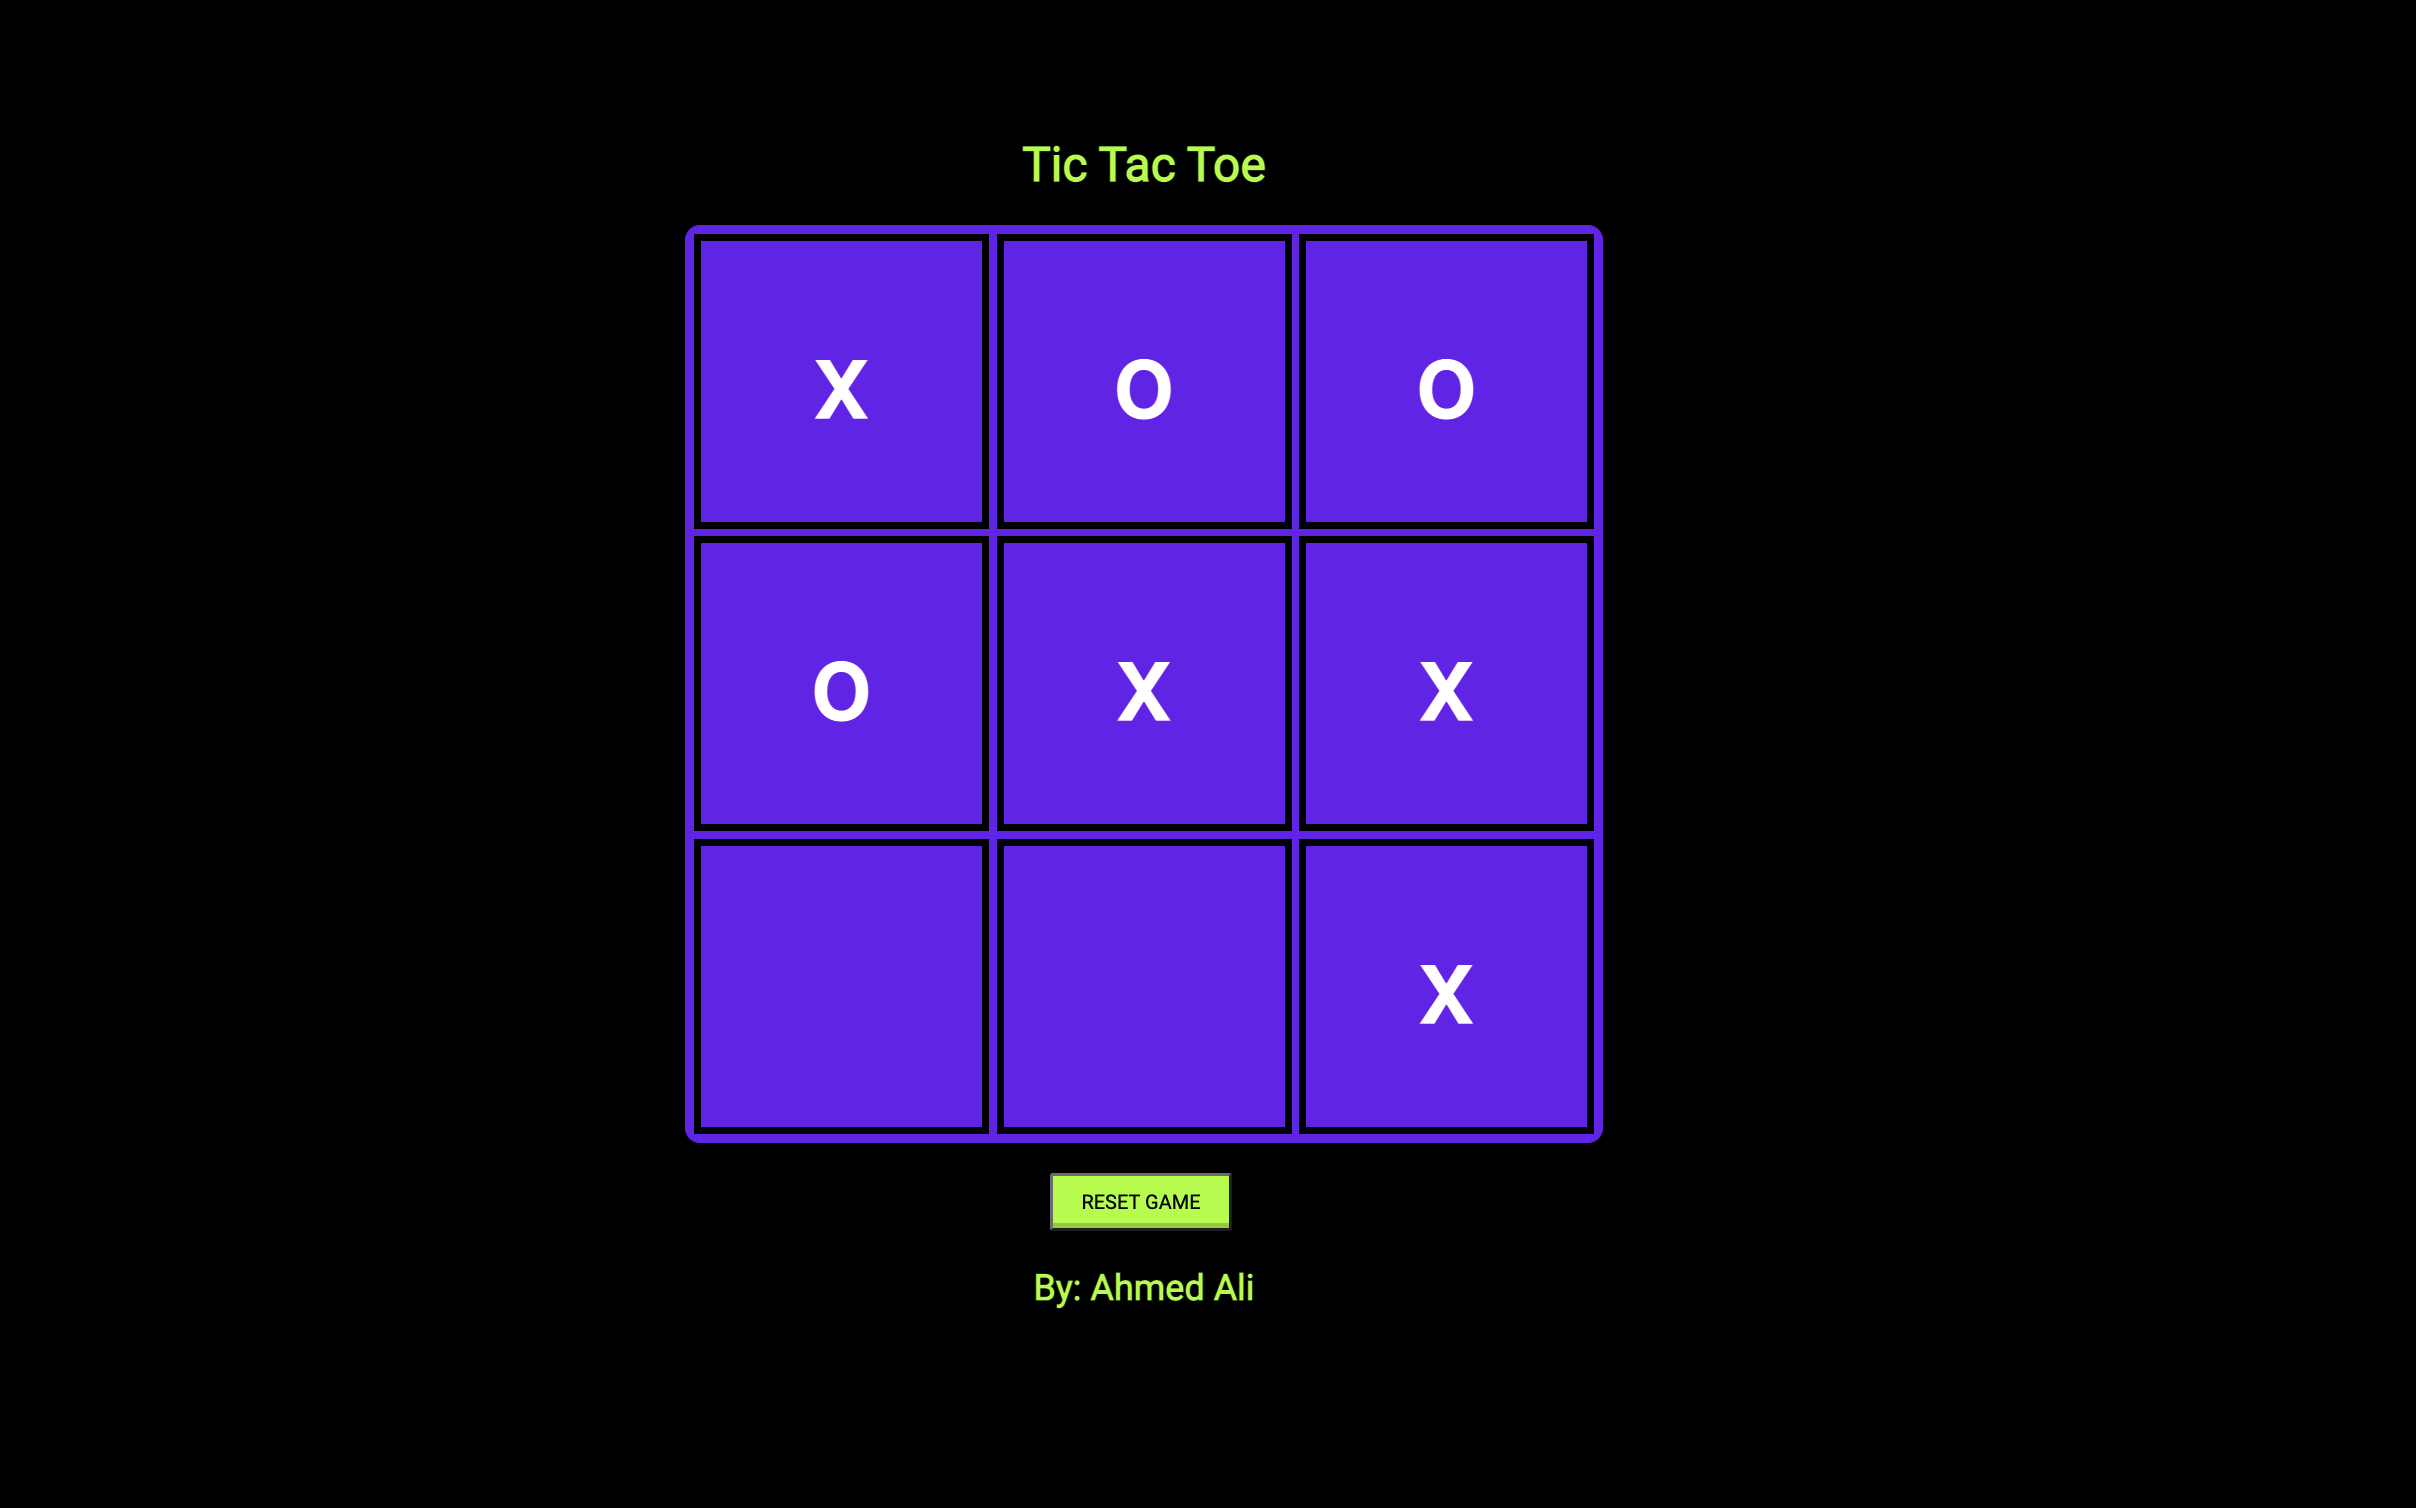 Tic Tac Toe
X O O
O X X
X
RESET GAME
By: Ahmed Ali